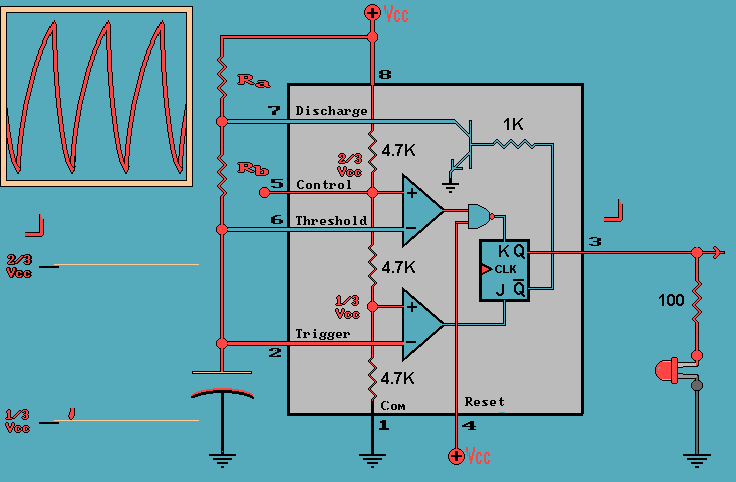 Vcc
8
Ra
7 Discharge
1K
4.7K
2/3
Vcc
Rb
5 Control
+
6 Threshold
−
K Q
3
CLK
2/3
Vcc
4.7K
J Q̅
1/3
Vcc
+
100
Trigger
2
−
4.7K
1/3
Vcc
Com
Reset
1
4
Vcc